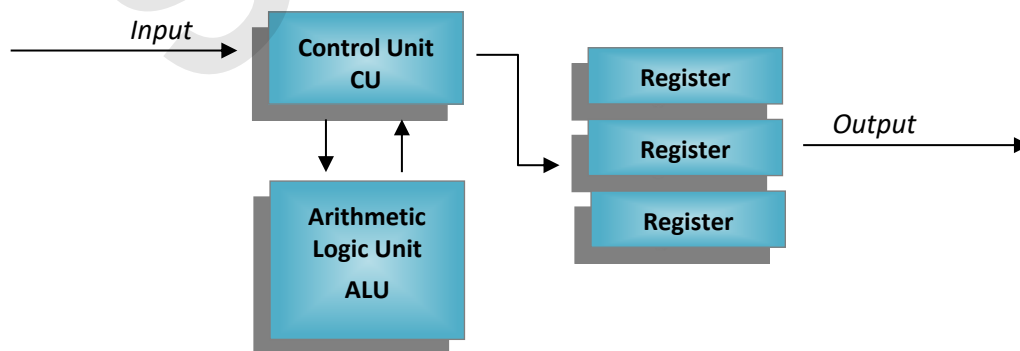 Input
Control Unit
CU
Arithmetic
Logic Unit
ALU
Register
Register
Register
Output